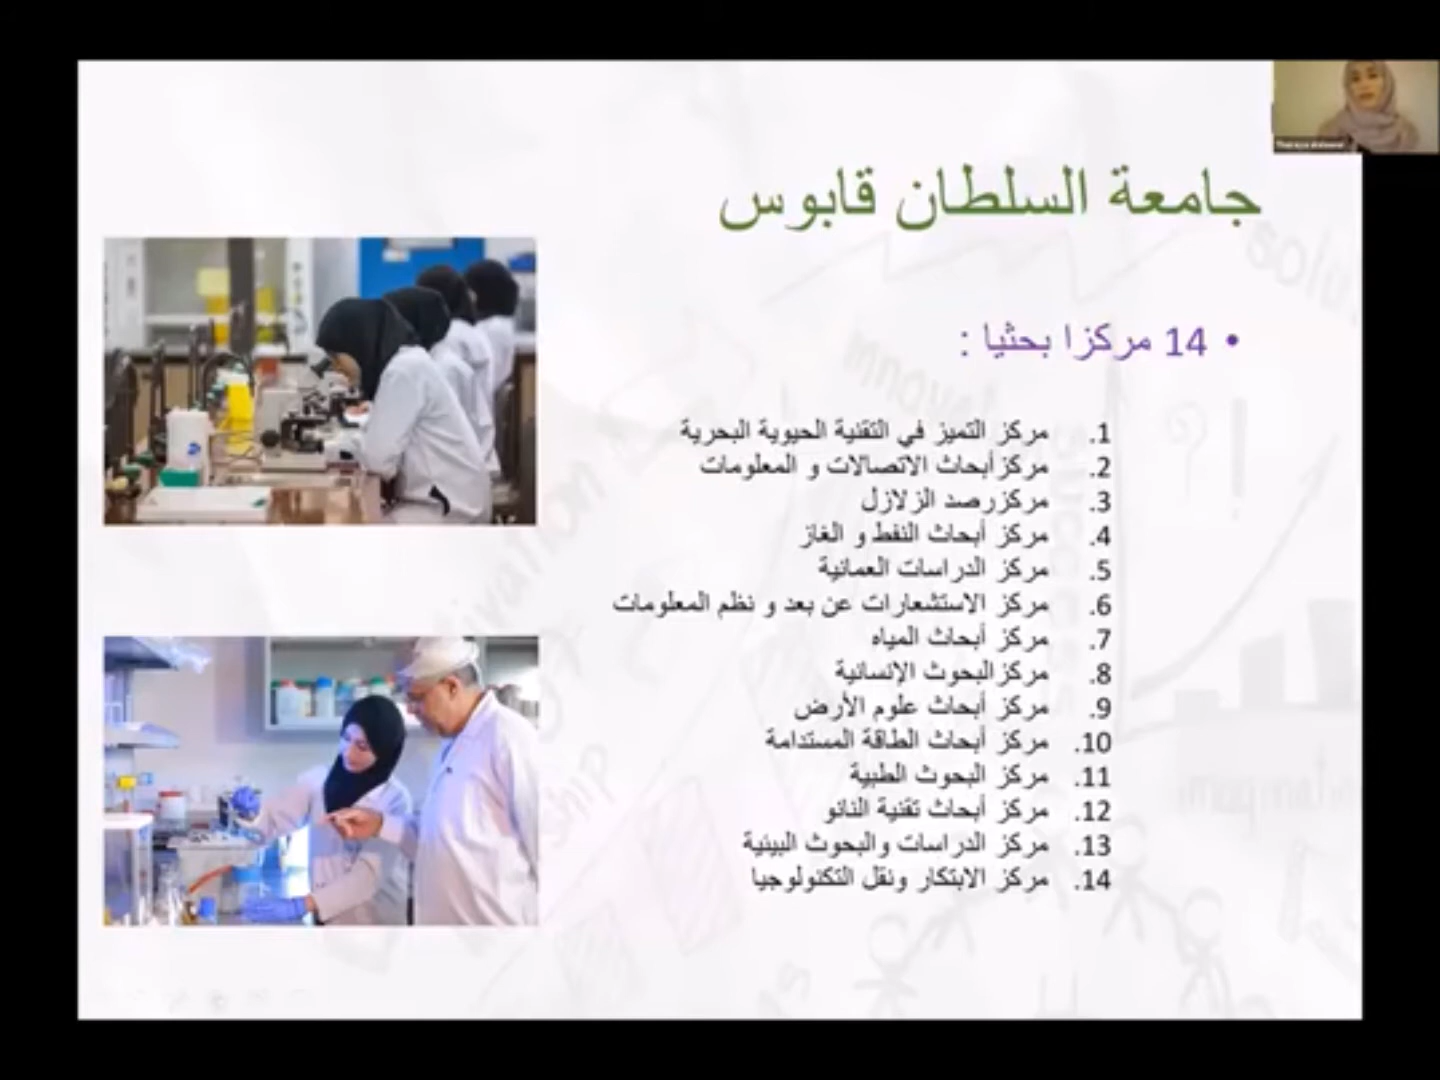 جامعة السلطان قابوس
• 14 مركزا بحثيا :
1. مركز التميز في التقنية الحيوية البحرية
2. مركز أبحاث الاتصالات و المعلومات
3. مركز رصد الزلازل
4. مركز أبحاث النفط و الغاز
5. مركز الدراسات العمانية
6. مركز الاستشعارات عن بعد و نظم المعلومات
7. مركز أبحاث المياه
8. مركز البحوث الإنسانية
9. مركز أبحاث علوم الأرض
10. مركز أبحاث الطاقة المستدامة
11. مركز البحوث الطبية
12. مركز أبحاث تقنية النانو
13. مركز الدراسات والبحوث البيئية
14. مركز الابتكار ونقل التكنولوجيا